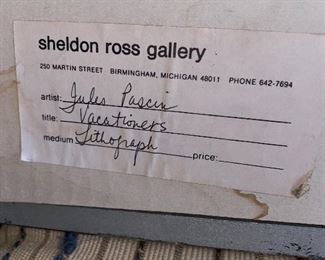 sheldon ross gallery
250 MARTIN STREET BIRMINGHAM, MICHIGAN 48011 PHONE 642-7694
artist: Jules Pascin
title: Vacationers
medium Lithograph price: